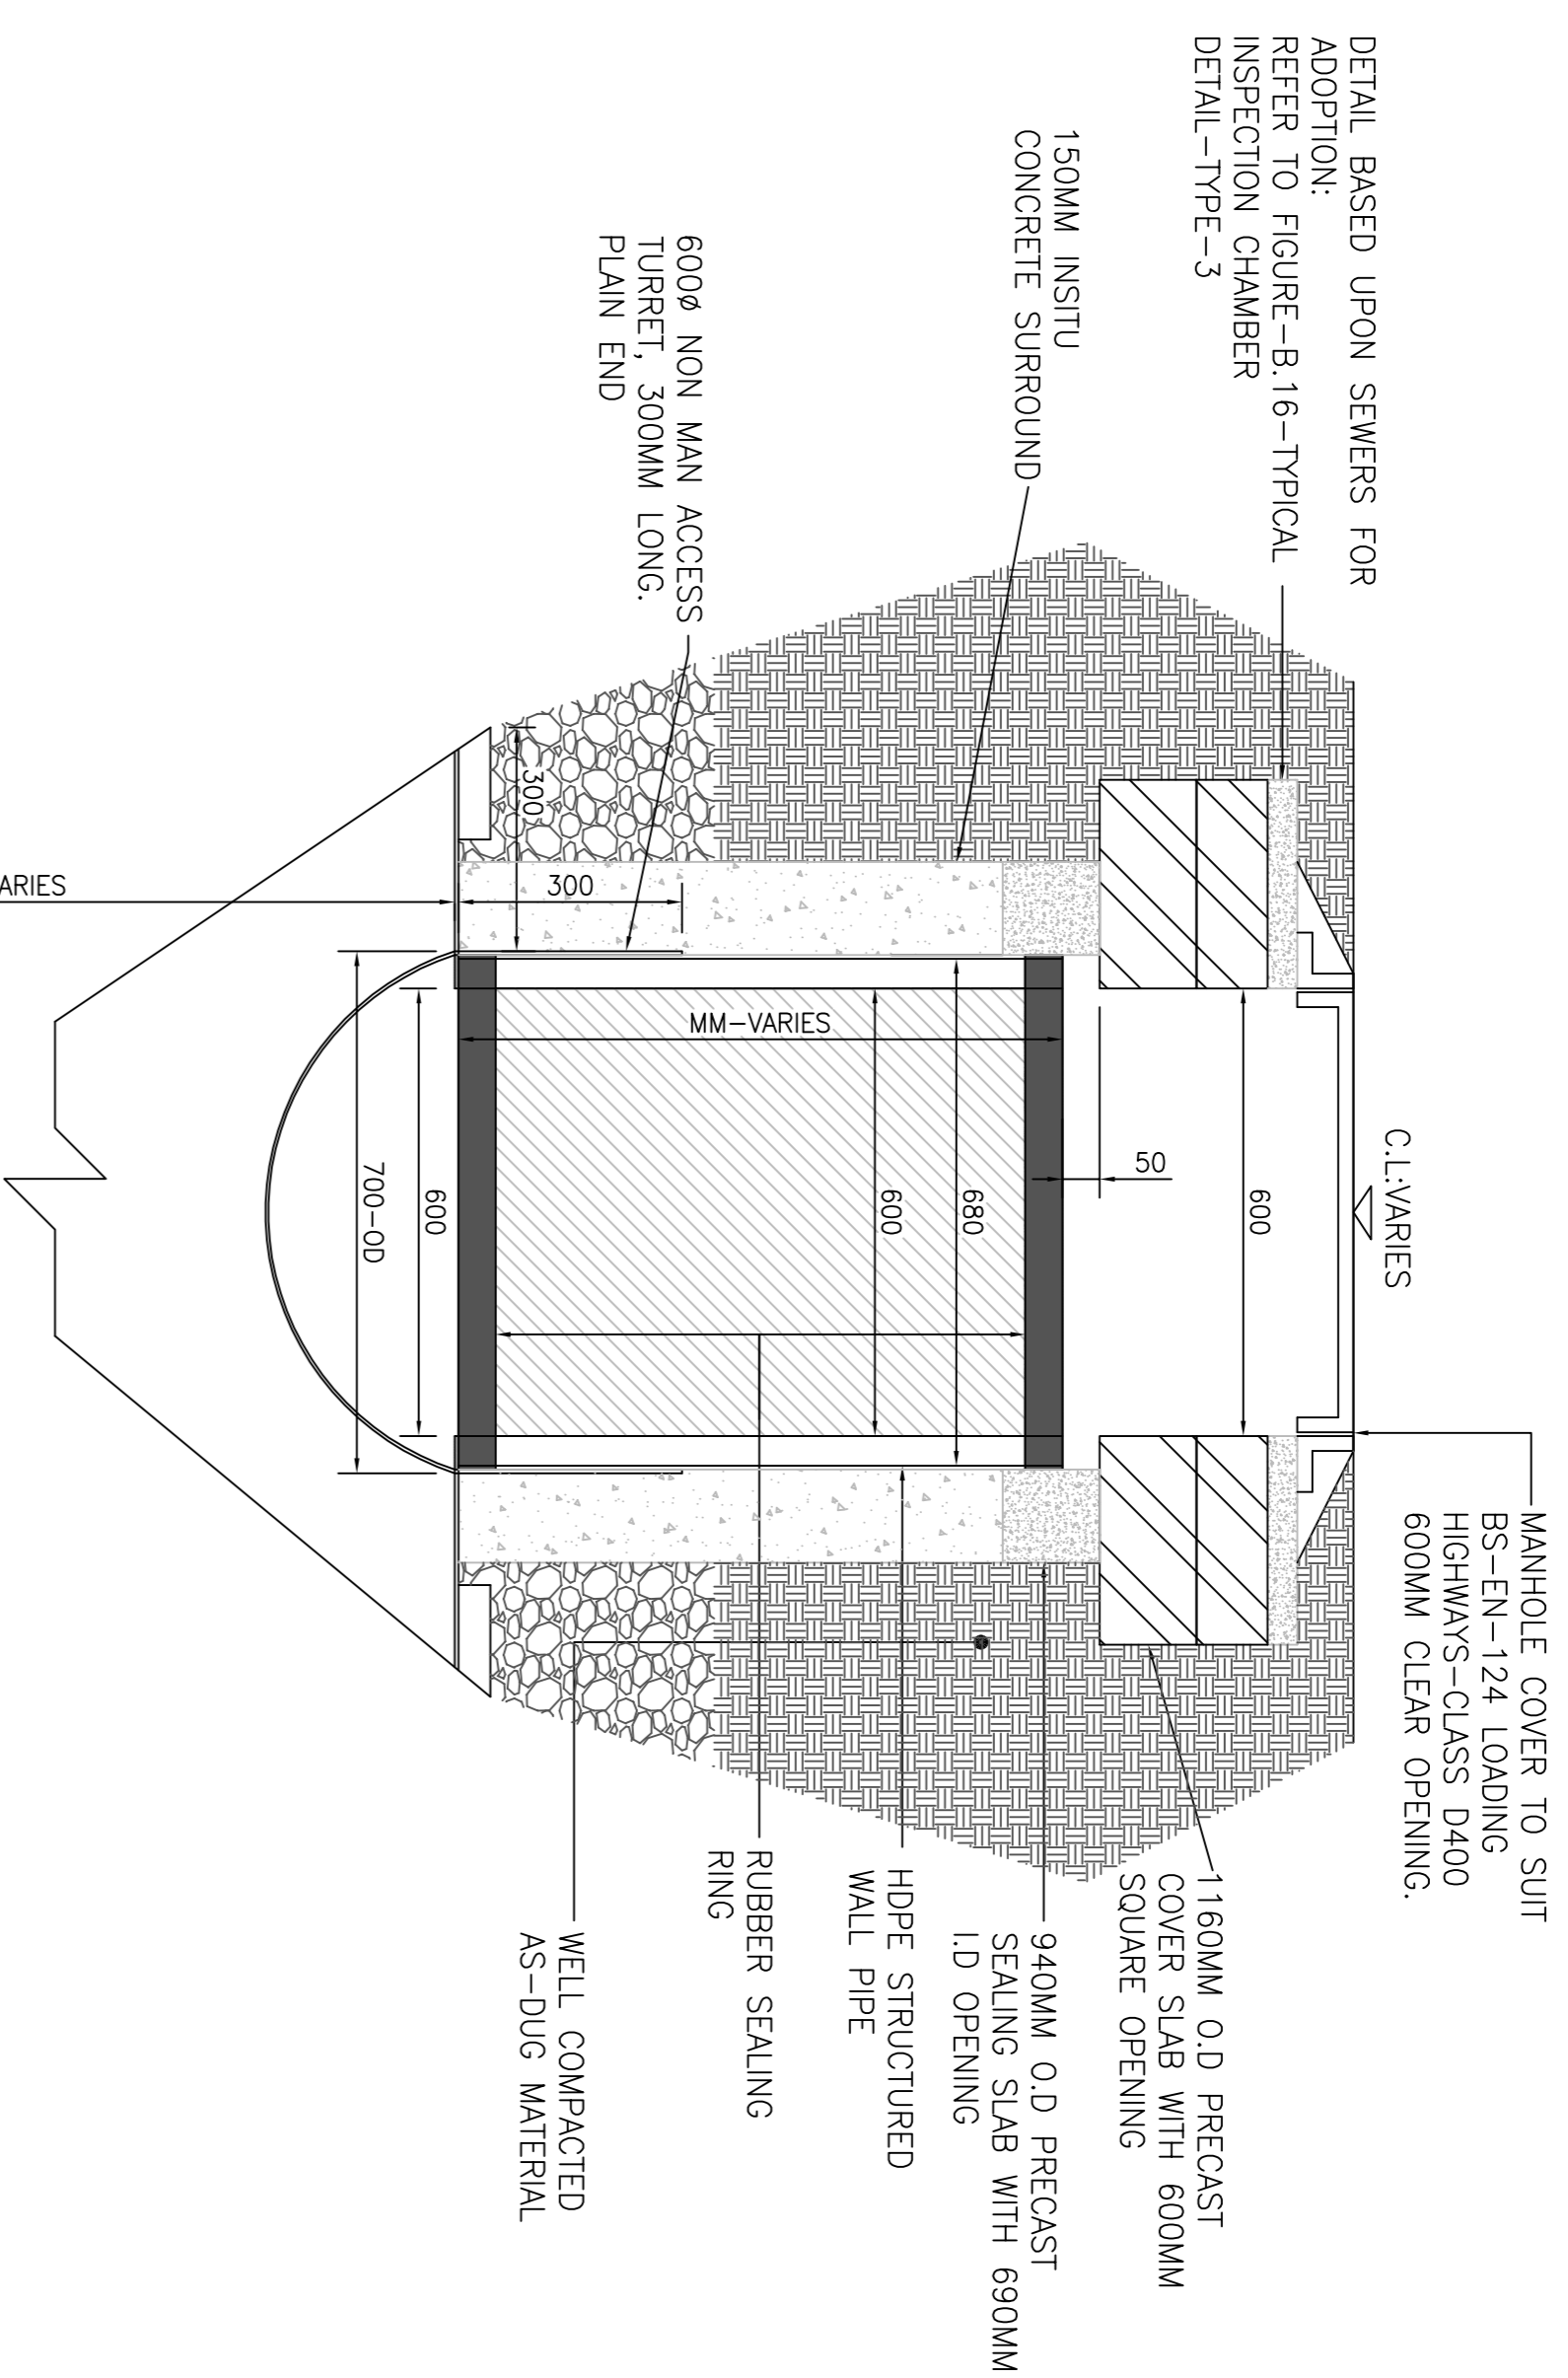 MANHOLE COVER TO SUIT
BS-EN-124 LOADING
HIGHWAYS-CLASS D400
600MM CLEAR OPENING.
C.L:VARIES
DETAIL BASED UPON SEWERS FOR
ADOPTION:
REFER TO FIGURE-B.16-TYPICAL
INSPECTION CHAMBER
DETAIL-TYPE-3
600
1160MM O.D PRECAST
COVER SLAB WITH 600MM
SQUARE OPENING
50
150MM INSITU
CONCRETE SURROUND
940MM O.D PRECAST
SEALING SLAB WITH 690MM
I.D OPENING
680
600
HDPE STRUCTURED
WALL PIPE
MM-VARIES
RUBBER SEALING
RING
600Ø NON MAN ACCESS
TURRET, 300MM LONG.
PLAIN END
300
300
WELL COMPACTED
AS-DUG MATERIAL
600
700-OD